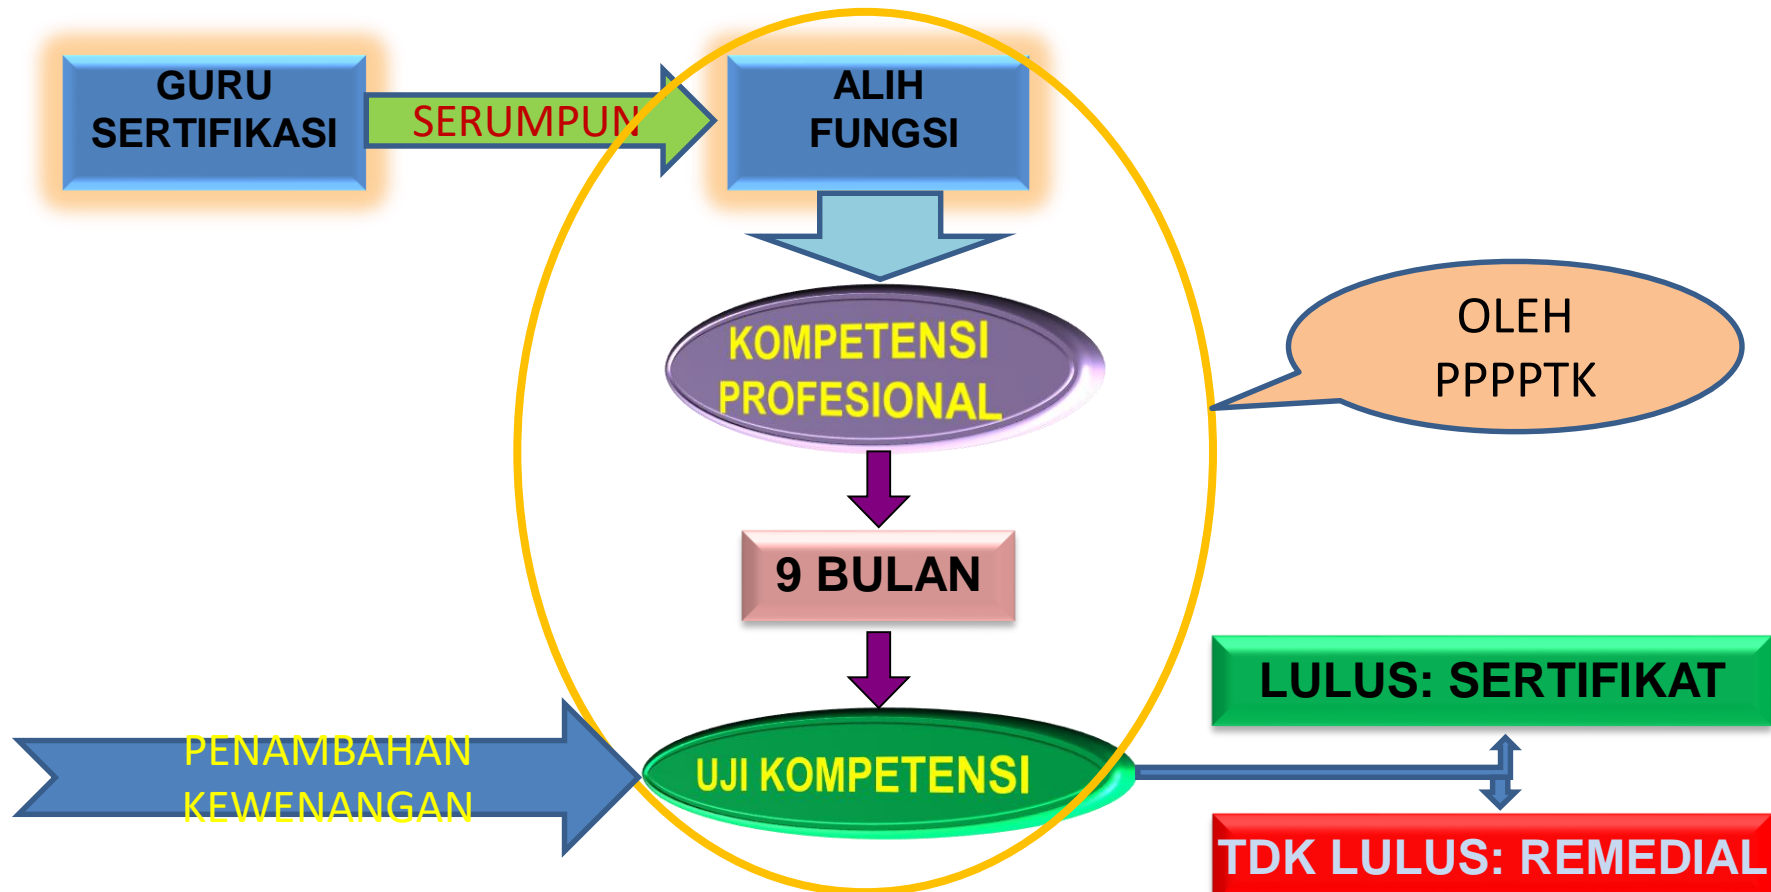 GURU
SERTIFIKASI
SERUMPUN
ALIH
FUNGSI
KOMPETENSI
PROFESIONAL
OLEH
PPPPTK
9 BULAN
LULUS: SERTIFIKAT
PENAMBAHAN
KEWENANGAN
UJI KOMPETENSI
TDK LULUS: REMEDIAL